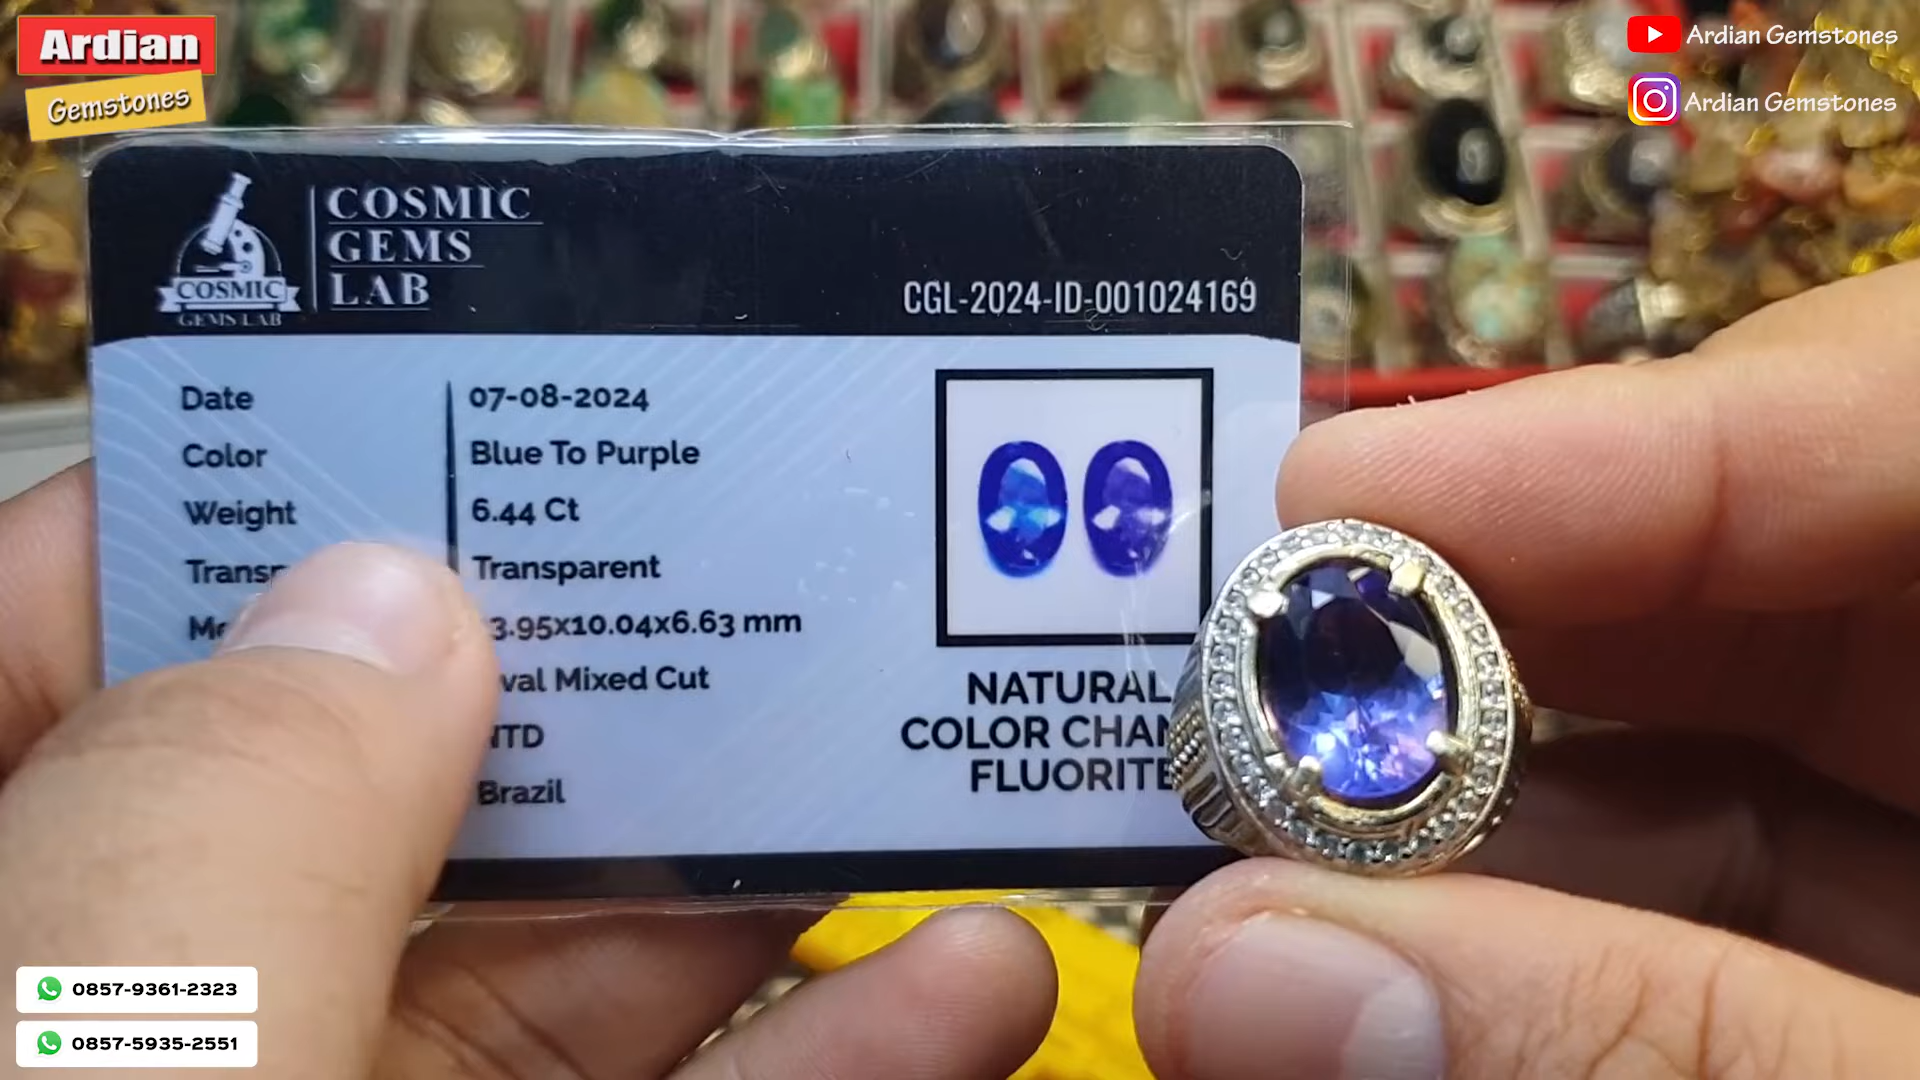 Ardian
Gemstones
Ardian Gemstones
Ardian Gemstones
COSMIC
GEMS
LAB
COSMIC
GEMS LAB
CGL-2024-ID-001024169
Date 07-08-2024
Color Blue To Purple
Weight 6.44 Ct
Transp Transparent
3.95x10.04x6.63 mm
val Mixed Cut
NTD
Brazil
NATURAL
COLOR CHAN
FLUORITE
0857-9361-2323
0857-5935-2551